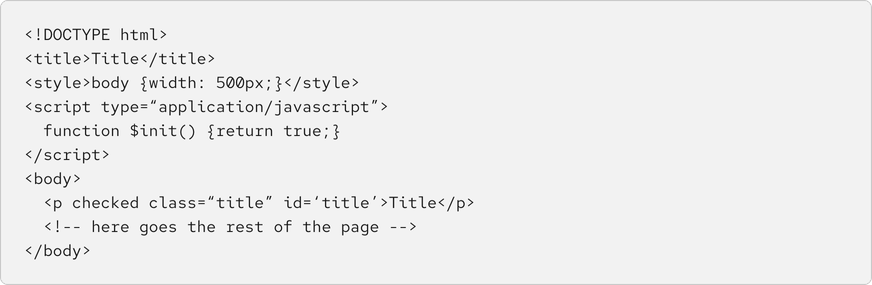 <!DOCTYPE html>
<title>Title</title>
<style>body {width: 500px;}</style>
<script type=“application/javascript”>
  function $init() {return true;}
</script>
<body>
  <p checked class=“title” id=‘title’>Title</p>
  <!-- here goes the rest of the page -->
</body>